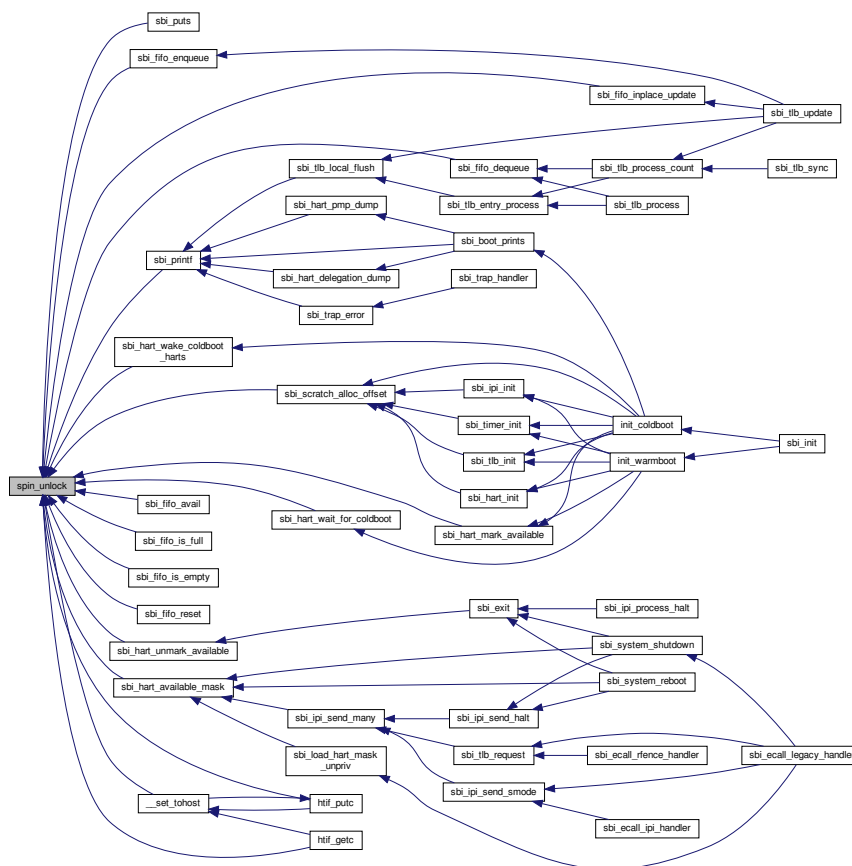 sbi_puts
sbi_fifo_enqueue
sbi_fifo_inplace_update
sbi_tlb_update
sbi_tlb_local_flush
sbi_fifo_dequeue
sbi_tlb_process_count
sbi_tlb_sync
sbi_hart_pmp_dump
sbi_tlb_entry_process
sbi_tlb_process
sbi_printf
sbi_boot_prints
sbi_hart_delegation_dump
sbi_trap_handler
sbi_trap_error
sbi_hart_wake_coldboot
_harts
sbi_scratch_alloc_offset
sbi_ipi_init
sbi_timer_init
init_coldboot
sbi_init
sbi_tlb_init
init_warmboot
spin_unlock
sbi_fifo_avail
sbi_hart_init
sbi_hart_wait_for_coldboot
sbi_hart_mark_available
sbi_fifo_is_full
sbi_fifo_is_empty
sbi_fifo_reset
sbi_exit
sbi_ipi_process_halt
sbi_hart_unmark_available
sbi_system_shutdown
sbi_hart_available_mask
sbi_system_reboot
sbi_ipi_send_many
sbi_ipi_send_halt
sbi_load_hart_mask
_unpriv
sbi_tlb_request
sbi_ecall_rfence_handler
sbi_ecall_legacy_handler
sbi_ipi_send_smode
__set_tohost
htif_putc
sbi_ecall_ipi_handler
htif_getc